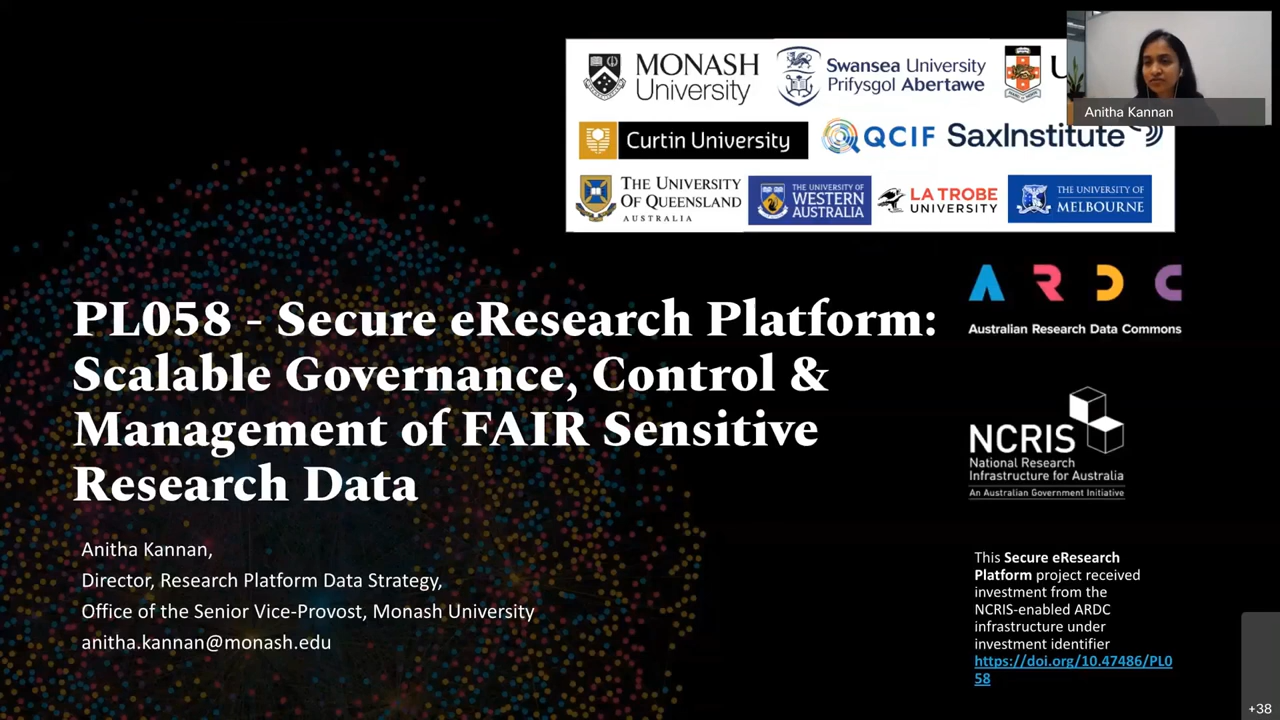 MONASH
University
Swansea University
Prifysgol Abertawe
U
Anitha Kannan
Curtin University
QCIF
SaxInstitute
THE UNIVERSITY
OF QUEENSLAND
AUSTRALIA
THE UNIVERSITY OF
WESTERN
AUSTRALIA
LA TROBE
UNIVERSITY
THE UNIVERSITY OF
MELBOURNE
ARDC
Australian Research Data Commons
PL058 - Secure eResearch Platform:
Scalable Governance, Control &
Management of FAIR Sensitive
Research Data
NCRIS
National Research
Infrastructure for Australia
An Australian Government Initiative
Anitha Kannan,
Director, Research Platform Data Strategy,
Office of the Senior Vice-Provost, Monash University
anitha.kannan@monash.edu
This Secure eResearch
Platform project received
investment from the
NCRIS-enabled ARDC
infrastructure under
investment identifier
https://doi.org/10.47486/PL0
58
+38